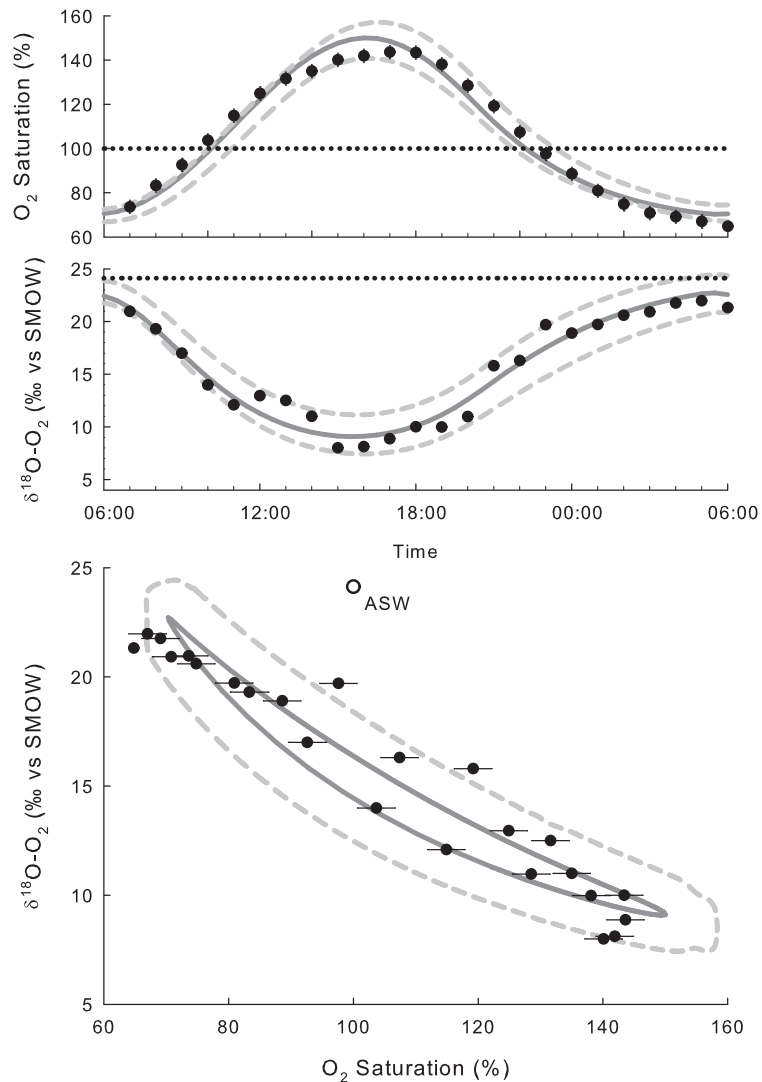 O2 Saturation (%)
160
140
120
100
80
60
δ18O-O2 (‰ vs SMOW)
25
20
15
10
5
06:00 12:00 18:00 00:00 06:00
Time
δ18O-O2 (‰ vs SMOW)
25
20
15
10
5
ASW
60 80 100 120 140 160
O2 Saturation (%)